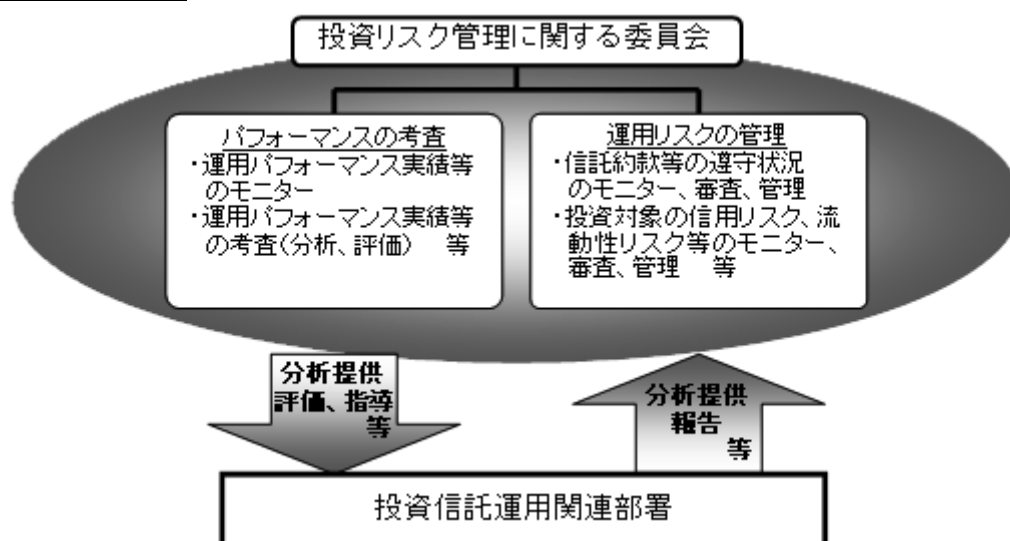 投資リスク管理に関する委員会
パフォーマンスの考査
・運用パフォーマンス実績等
のモニター
・運用パフォーマンス実績等
の考査(分析、評価) 等
運用リスクの管理
・信託約款等の遵守状況
のモニター、審査、管理
・投資対象の信用リスク、流
動性リスク等のモニター、
審査、管理 等
分析提供
評価、指導
等
分析提供
報告
等
投資信託運用関連部署